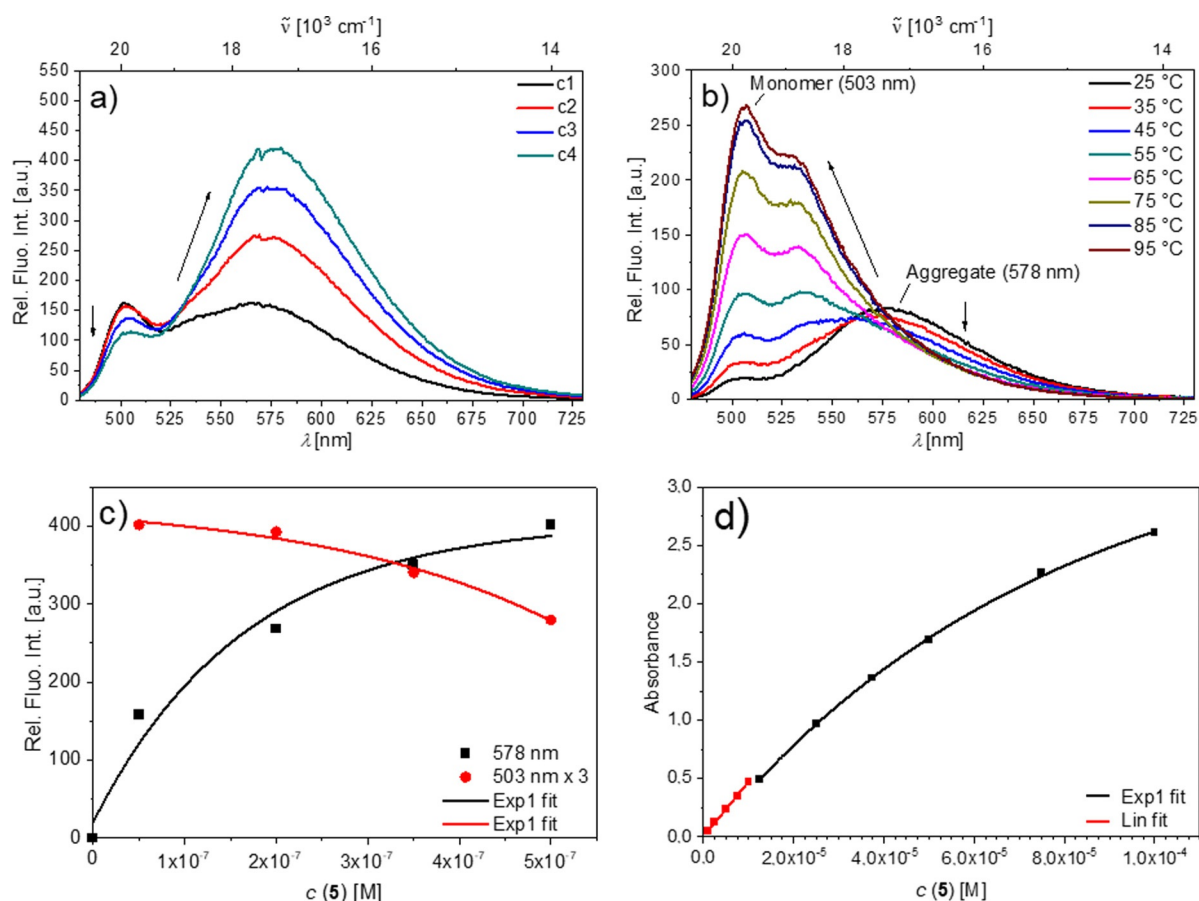 ṽ [10³ cm⁻¹]
20 18 16 14
a)
550
500
450
400
350
300
250
200
150
100
50
0
Rel. Fluo. Int. [a.u.]
c1
c2
c3
c4
500 525 550 575 600 625 650 675 700 725
λ [nm]
ṽ [10³ cm⁻¹]
20 18 16 14
b)
300
250
200
150
100
50
0
Rel. Fluo. Int. [a.u.]
Monomer (503 nm)
Aggregate (578 nm)
25 °C
35 °C
45 °C
55 °C
65 °C
75 °C
85 °C
95 °C
500 525 550 575 600 625 650 675 700 725
λ [nm]
c)
400
300
200
100
0
Rel. Fluo. Int. [a.u.]
578 nm
503 nm x 3
Exp1 fit
Exp1 fit
0 1x10⁻⁷ 2x10⁻⁷ 3x10⁻⁷ 4x10⁻⁷ 5x10⁻⁷
c (5) [M]
d)
3.0
2.5
2.0
1.5
1.0
0.5
0.0
Absorbance
Exp1 fit
Lin fit
0.0 2.0x10⁻⁵ 4.0x10⁻⁵ 6.0x10⁻⁵ 8.0x10⁻⁵ 1.0x10⁻⁴
c (5) [M]